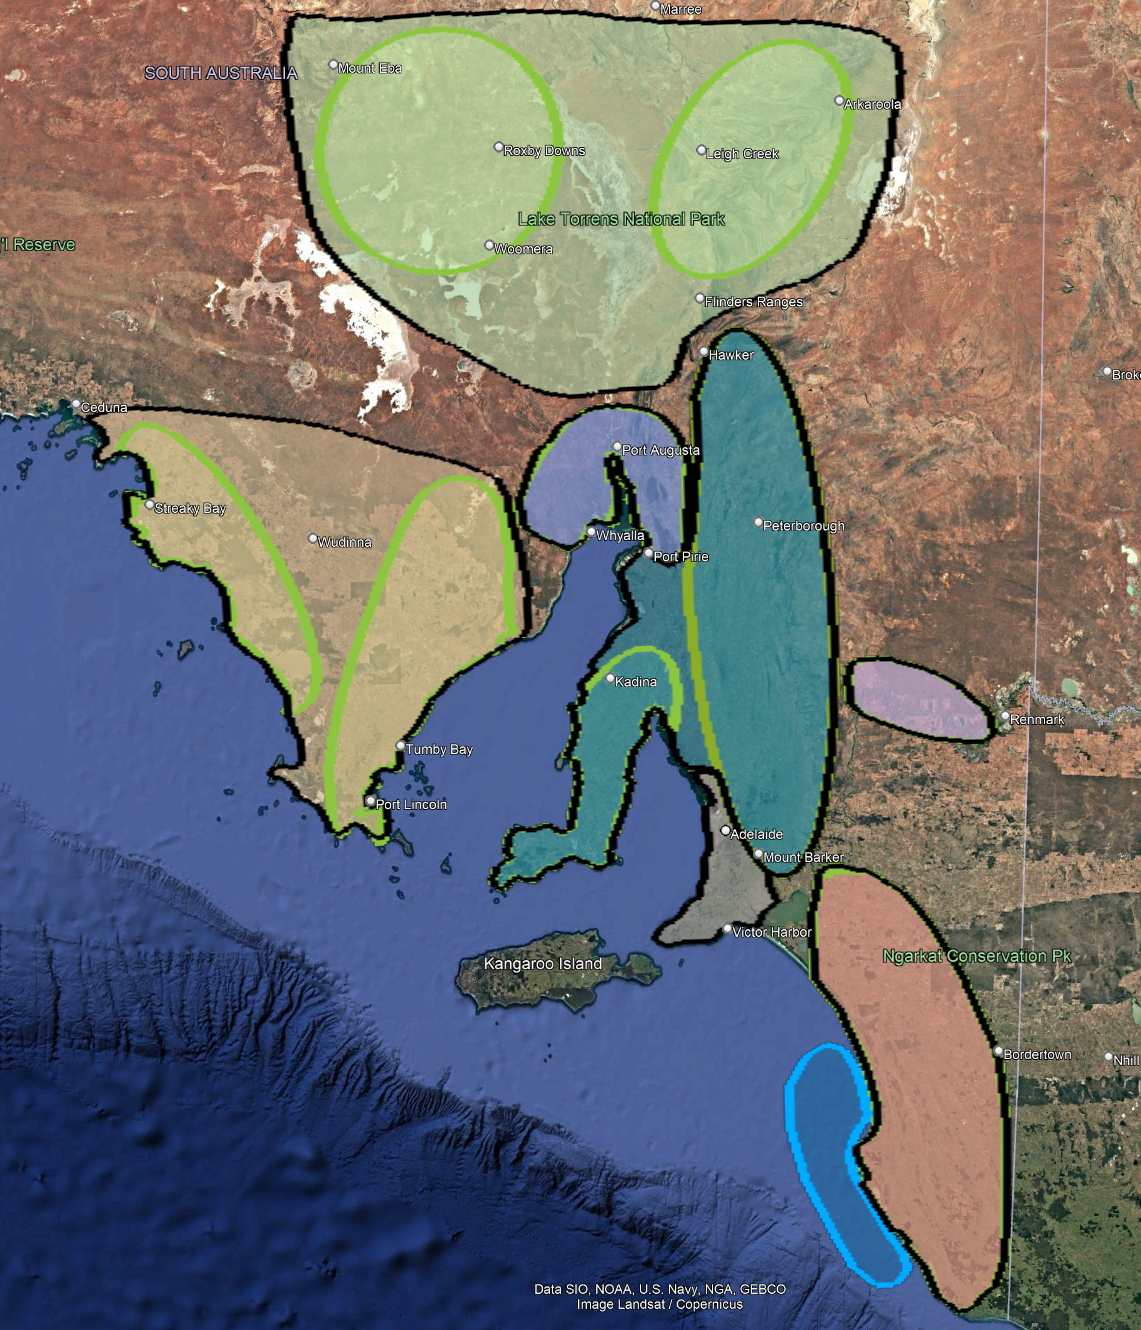 Marree
SOUTH AUSTRALIA
Mount Eba
Arkaroola
Roxby Downs
Leigh Creek
Lake Torrens National Park
'l Reserve
Woomera
Flinders Ranges
Hawker
Brok
Ceduna
Port Augusta
Streaky Bay
Peterborough
Whyalla
Wudinna
Port Pirie
Kadina
Renmark
Tumby Bay
Port Lincoln
Adelaide
Mount Barker
Victor Harbor
Ngarkat Conservation Pk
Kangaroo Island
Bordertown
Nhill
Data SIO, NOAA, U.S. Navy, NGA, GEBCO
Image Landsat / Copernicus